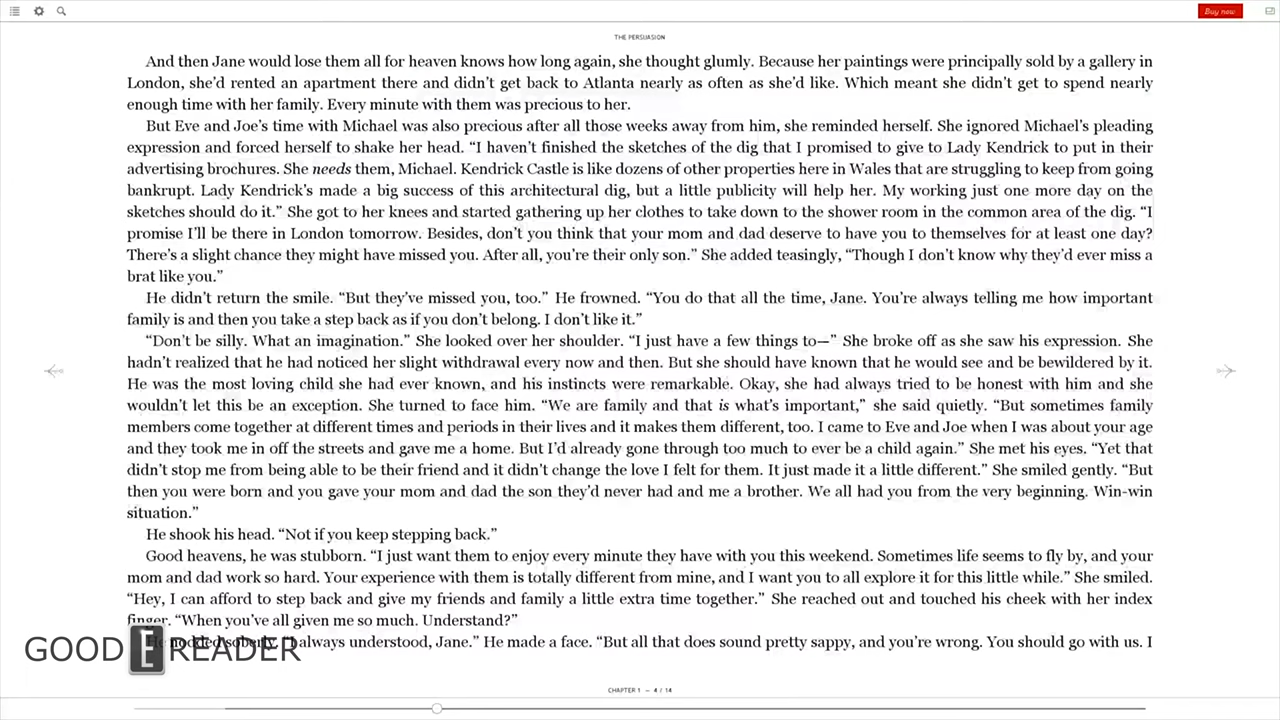 Buy now
THE PERSUASION
And then Jane would lose them all for heaven knows how long again, she thought glumly. Because her paintings were principally sold by a gallery in
London, she’d rented an apartment there and didn’t get back to Atlanta nearly as often as she’d like. Which meant she didn’t get to spend nearly
enough time with her family. Every minute with them was precious to her.
But Eve and Joe’s time with Michael was also precious after all those weeks away from him, she reminded herself. She ignored Michael’s pleading
expression and forced herself to shake her head. “I haven’t finished the sketches of the dig that I promised to give to Lady Kendrick to put in their
advertising brochures. She needs them, Michael. Kendrick Castle is like dozens of other properties here in Wales that are struggling to keep from going
bankrupt. Lady Kendrick’s made a big success of this architectural dig, but a little publicity will help her. My working just one more day on the
sketches should do it.” She got to her knees and started gathering up her clothes to take down to the shower room in the common area of the dig. “I
promise I’ll be there in London tomorrow. Besides, don’t you think that your mom and dad deserve to have you to themselves for at least one day?
There’s a slight chance they might have missed you. After all, you’re their only son.” She added teasingly, “Though I don’t know why they’d ever miss a
brat like you.”
He didn’t return the smile. “But they’ve missed you, too.” He frowned. “You do that all the time, Jane. You’re always telling me how important
family is and then you take a step back as if you don’t belong. I don’t like it.”
“Don’t be silly. What an imagination.” She looked over her shoulder. “I just have a few things to—” She broke off as she saw his expression. She
hadn’t realized that he had noticed her slight withdrawal every now and then. But she should have known that he would see and be bewildered by it.
He was the most loving child she had ever known, and his instincts were remarkable. Okay, she had always tried to be honest with him and she
wouldn’t let this be an exception. She turned to face him. “We are family and that is what’s important,” she said quietly. “But sometimes family
members come together at different times and periods in their lives and it makes them different, too. I came to Eve and Joe when I was about your age
and they took me in off the streets and gave me a home. But I’d already gone through too much to ever be a child again.” She met his eyes. “Yet that
didn’t stop me from being able to be their friend and it didn’t change the love I felt for them. It just made it a little different.” She smiled gently. “But
then you were born and you gave your mom and dad the son they’d never had and me a brother. We all had you from the very beginning. Win-win
situation.”
He shook his head. “Not if you keep stepping back.”
Good heavens, he was stubborn. “I just want them to enjoy every minute they have with you this weekend. Sometimes life seems to fly by, and your
mom and dad work so hard. Your experience with them is totally different from mine, and I want you to all explore it for this little while.” She smiled.
“Hey, I can afford to step back and give my friends and family a little extra time together.” She reached out and touched his cheek with her index
finger. “When you’ve all given me so much. Understand?”
He nodded soberly. “I always understood, Jane.” He made a face. “But all that does sound pretty sappy, and you’re wrong. You should go with us. I
GOOD E READER
CHAPTER 1 — 4 / 14